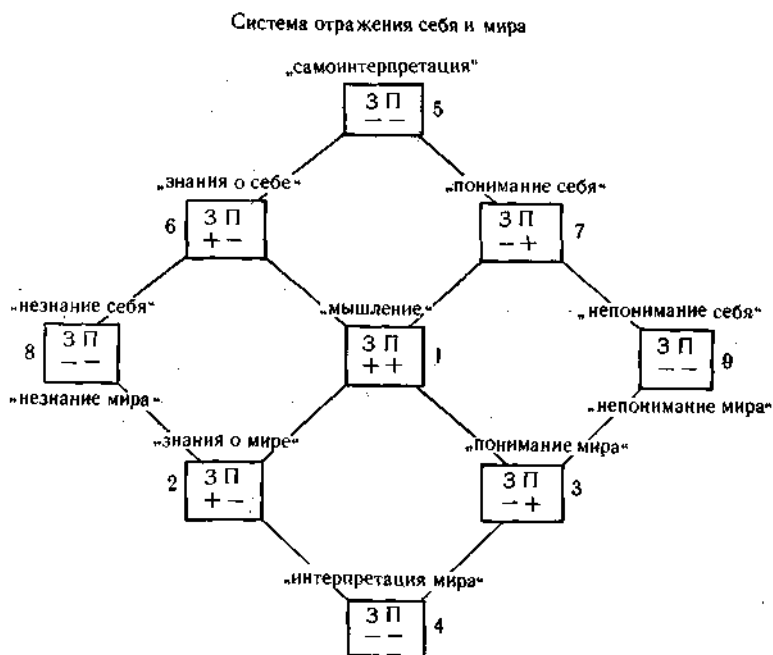 Система отражения себя и мира
„самоинтерпретация“
З П
– –
5
„знания о себе“
„понимание себя“
6
З П
+ –
З П
– +
7
„незнание себя“
„мышление“
„непонимание себя“
8
З П
– –
З П
+ +
1
З П
– –
9
„незнание мира“
„непонимание мира“
„знания о мире“
„понимание мира“
2
З П
+ –
З П
– +
3
„интерпретация мира“
З П
– –
4